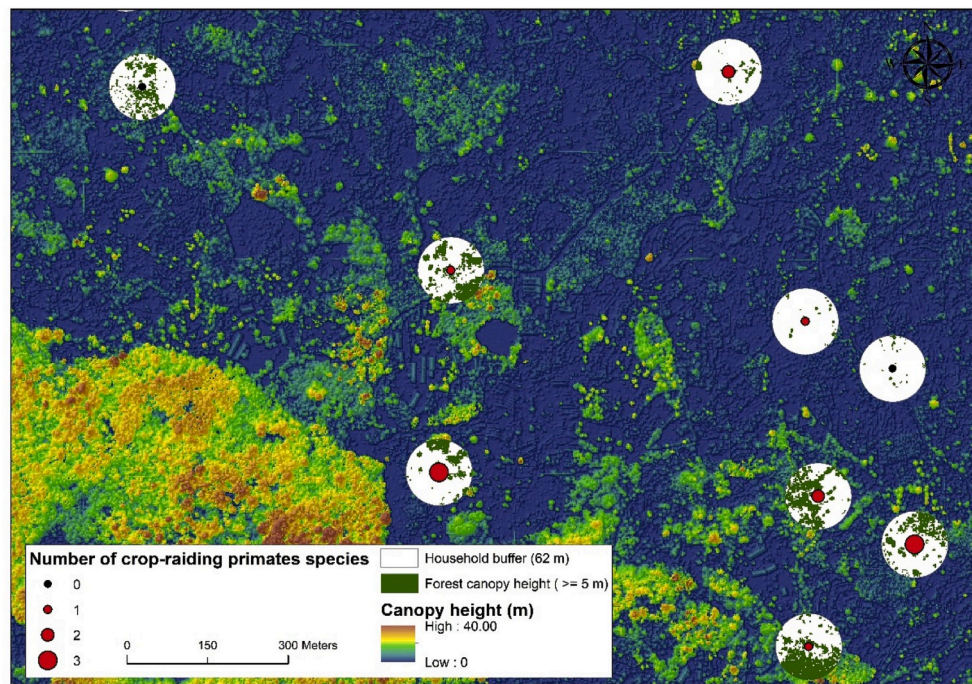 Number of crop-raiding primates species
0
1
2
3
0 150 300 Meters
Household buffer (62 m)
Forest canopy height ( >= 5 m)
Canopy height (m)
High : 40.00
Low : 0